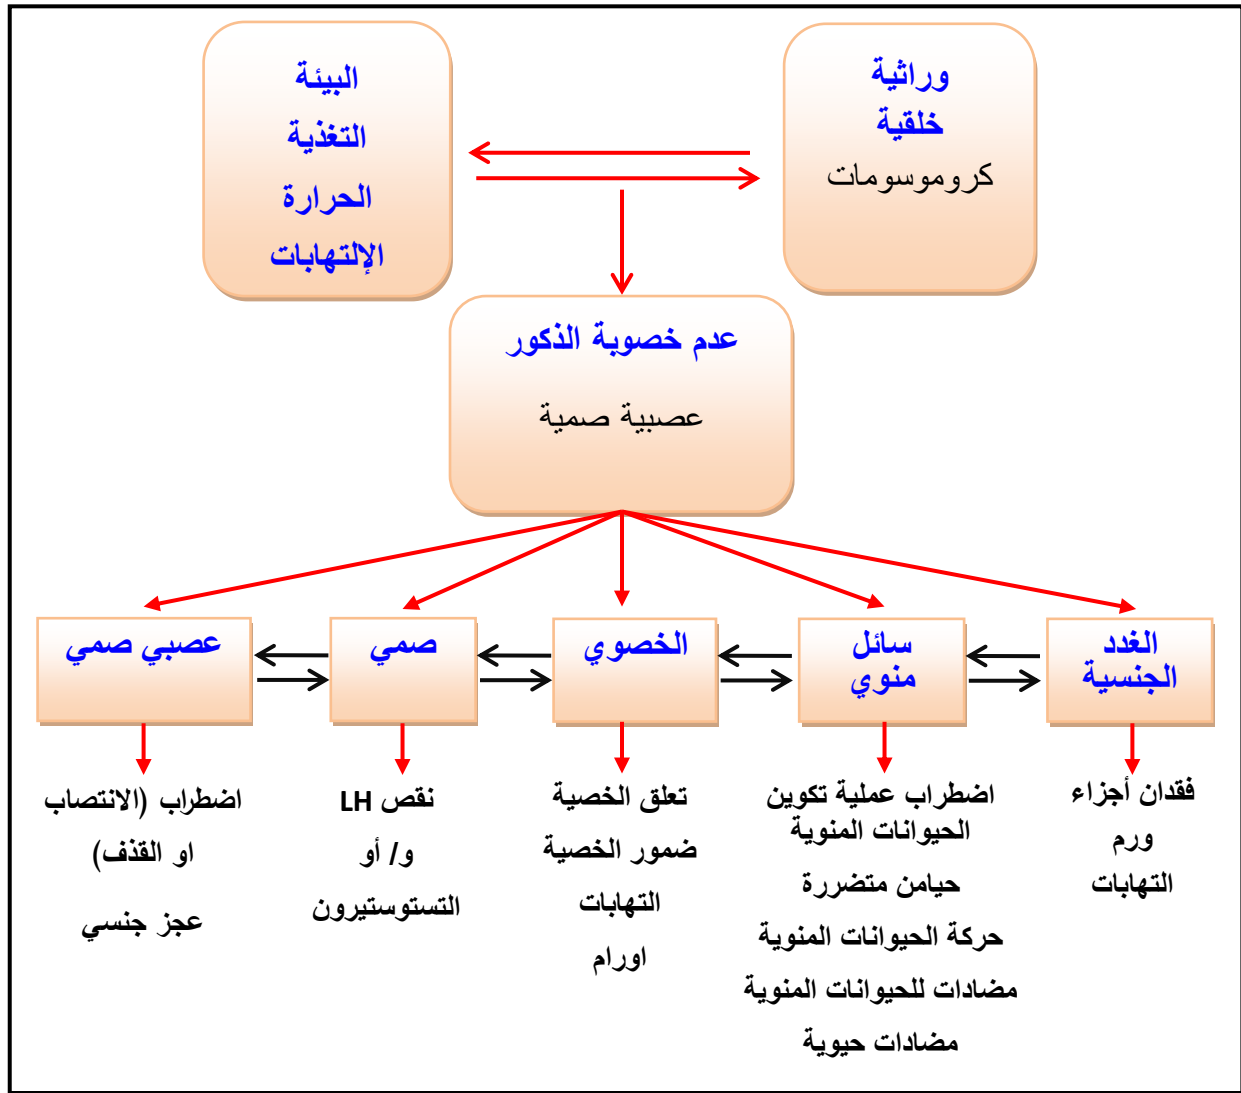 وراثية
خلقية
كروموسومات
البيئة
التغذية
الحرارة
الإلتهابات
عدم خصوبة الذكور
عصبية صمية
الغدد
الجنسية
سائل
منوي
الخصوي
صمي
عصبي صمي
فقدان أجزاء
ورم
التهابات
اضطراب عملية تكوين
الحيوانات المنوية
حيامن متضررة
حركة الحيوانات المنوية
مضادات للحيوانات المنوية
مضادات حيوية
تعلق الخصية
ضمور الخصية
التهابات
اورام
نقص LH
و/ أو
التستوستيرون
اضطراب (الانتصاب
او القذف)
عجز جنسي